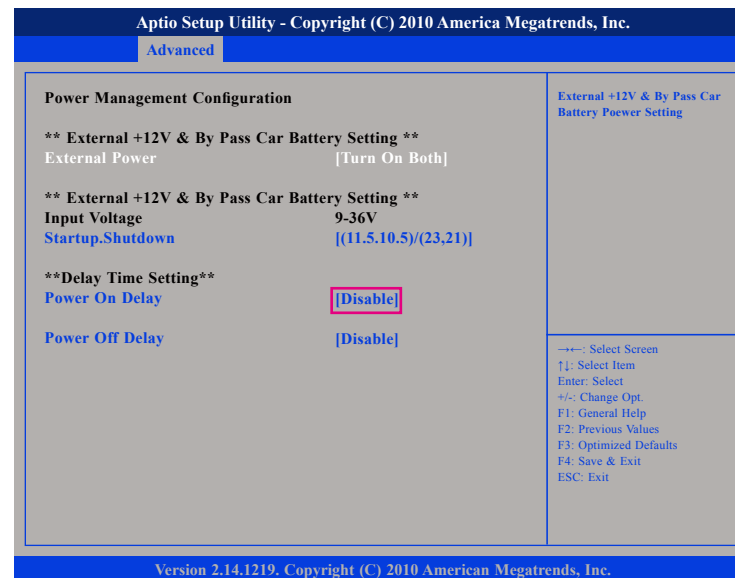 Aptio Setup Utility - Copyright (C) 2010 America Megatrends, Inc.
Advanced
Power Management Configuration
** External +12V & By Pass Car Battery Setting **
External Power [Turn On Both]
** External +12V & By Pass Car Battery Setting **
Input Voltage 9-36V
Startup.Shutdown [(11.5.10.5)/(23,21)]
**Delay Time Setting**
Power On Delay [Disable]
Power Off Delay [Disable]
External +12V & By Pass Car
Battery Poewer Setting
→←: Select Screen
↑↓: Select Item
Enter: Select
+/-: Change Opt.
F1: General Help
F2: Previous Values
F3: Optimized Defaults
F4: Save & Exit
ESC: Exit
Version 2.14.1219. Copyright (C) 2010 American Megatrends, Inc.